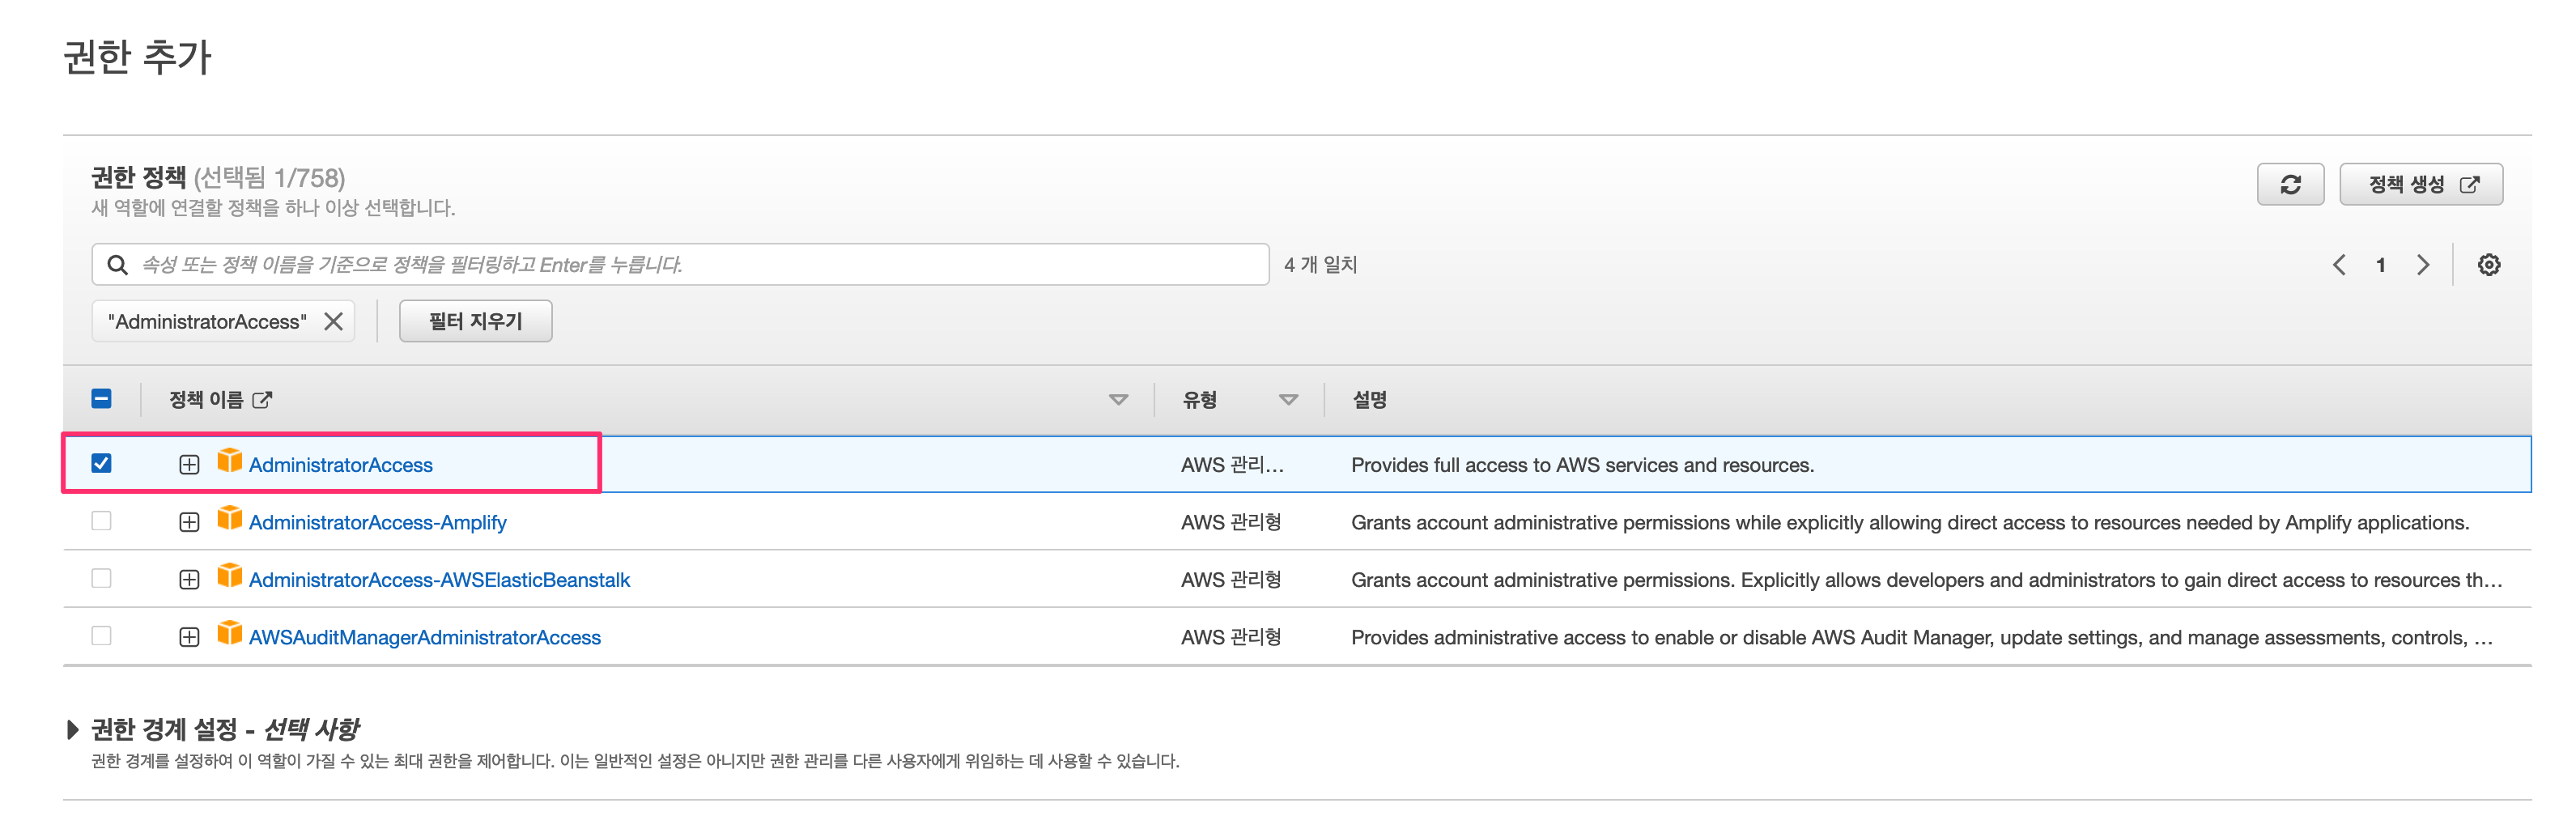 권한 추가
권한 정책 (선택됨 1/758)
새 역할에 연결할 정책을 하나 이상 선택합니다.
정책 생성
속성 또는 정책 이름을 기준으로 정책을 필터링하고 Enter를 누릅니다.
4 개 일치
1
"AdministratorAccess"
필터 지우기
정책 이름 유형 설명
AdministratorAccess AWS 관리... Provides full access to AWS services and resources.
AdministratorAccess-Amplify AWS 관리형 Grants account administrative permissions while explicitly allowing direct access to resources needed by Amplify applications.
AdministratorAccess-AWSElasticBeanstalk AWS 관리형 Grants account administrative permissions. Explicitly allows developers and administrators to gain direct access to resources th...
AWSAuditManagerAdministratorAccess AWS 관리형 Provides administrative access to enable or disable AWS Audit Manager, update settings, and manage assessments, controls, ...
권한 경계 설정 - 선택 사항
권한 경계를 설정하여 이 역할이 가질 수 있는 최대 권한을 제어합니다. 이는 일반적인 설정은 아니지만 권한 관리를 다른 사용자에게 위임하는 데 사용할 수 있습니다.